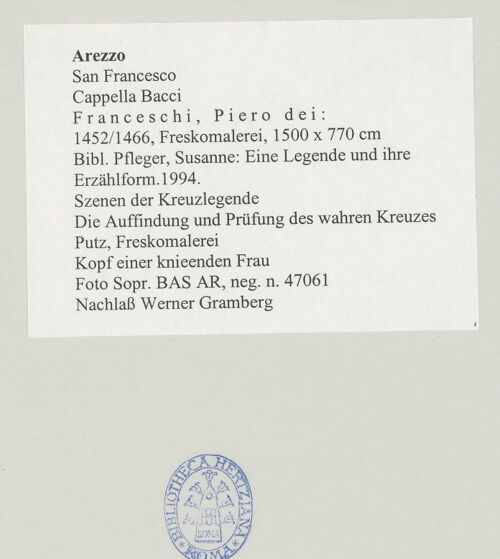 Arezzo
San Francesco
Cappella Bacci
Franceschi, Piero dei:
1452/1466, Freskomalerei, 1500 x 770 cm
Bibl. Pfleger, Susanne: Eine Legende und ihre
Erzählform.1994.
Szenen der Kreuzlegende
Die Auffindung und Prüfung des wahren Kreuzes
Putz, Freskomalerei
Kopf einer knieenden Frau
Foto Sopr. BAS AR, neg. n. 47061
Nachlaß Werner Gramberg
BIBLIOTHECA HERTZIANA
ROMA
* ROMA *